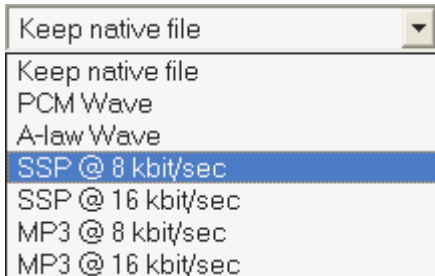 Keep native file
Keep native file
PCM Wave
A-law Wave
SSP @ 8 kbit/sec
SSP @ 16 kbit/sec
MP3 @ 8 kbit/sec
MP3 @ 16 kbit/sec